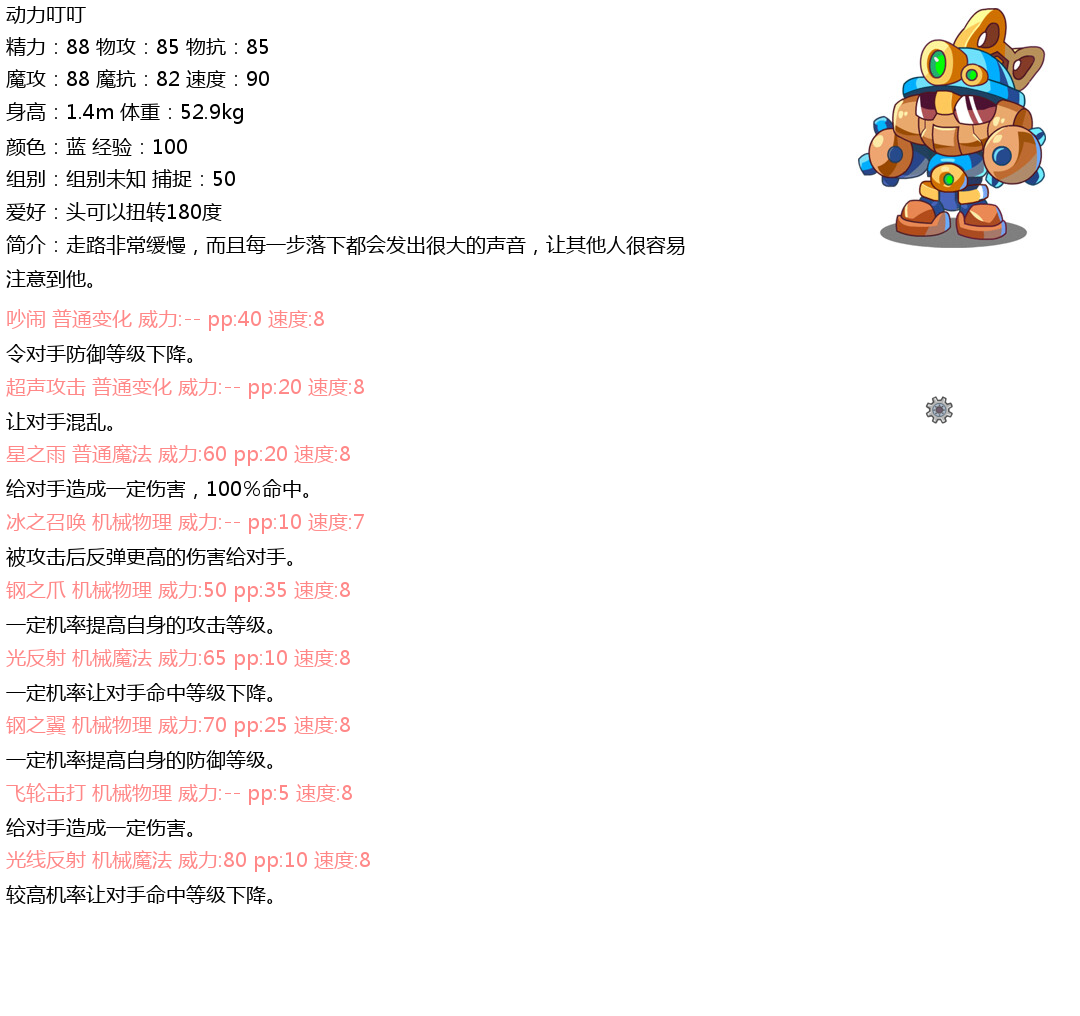 动力叮叮
精力：88 物攻：85 物抗：85
魔攻：88 魔抗：82 速度：90
身高：1.4m 体重：52.9kg
颜色：蓝 经验：100
组别：组别未知 捕捉：50
爱好：头可以扭转180度
简介：走路非常缓慢，而且每一步落下都会发出很大的声音，让其他人很容易
注意到他。
吵闹 普通变化 威力:-- pp:40 速度:8
令对手防御等级下降。
超声攻击 普通变化 威力:-- pp:20 速度:8
让对手混乱。
星之雨 普通魔法 威力:60 pp:20 速度:8
给对手造成一定伤害，100%命中。
冰之召唤 机械物理 威力:-- pp:10 速度:7
被攻击后反弹更高的伤害给对手。
钢之爪 机械物理 威力:50 pp:35 速度:8
一定机率提高自身的攻击等级。
光反射 机械魔法 威力:65 pp:10 速度:8
一定机率让对手命中等级下降。
钢之翼 机械物理 威力:70 pp:25 速度:8
一定机率提高自身的防御等级。
飞轮击打 机械物理 威力:-- pp:5 速度:8
给对手造成一定伤害。
光线反射 机械魔法 威力:80 pp:10 速度:8
较高机率让对手命中等级下降。